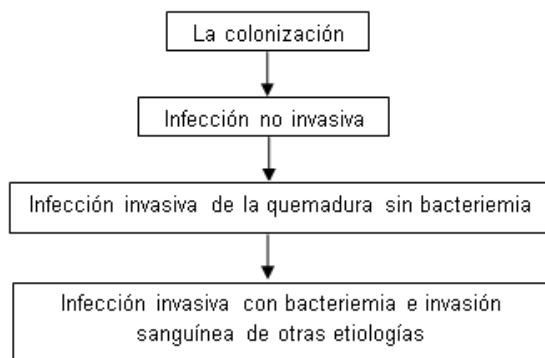 La colonización
Infección no invasiva
Infección invasiva de la quemadura sin bacteriemia
Infección invasiva con bacteriemia e invasión
sanguínea de otras etiologías